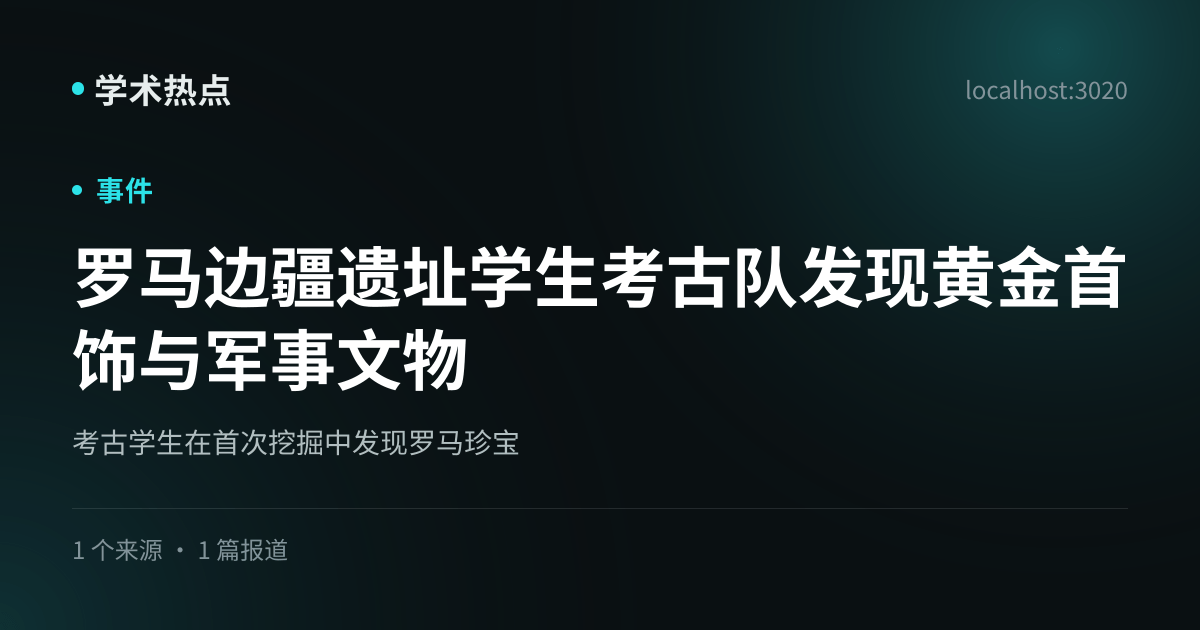 学术热点
localhost:3020
事件
罗马边疆遗址学生考古队发现黄金首
饰与军事文物
考古学生在首次挖掘中发现罗马珍宝
1 个来源 · 1 篇报道